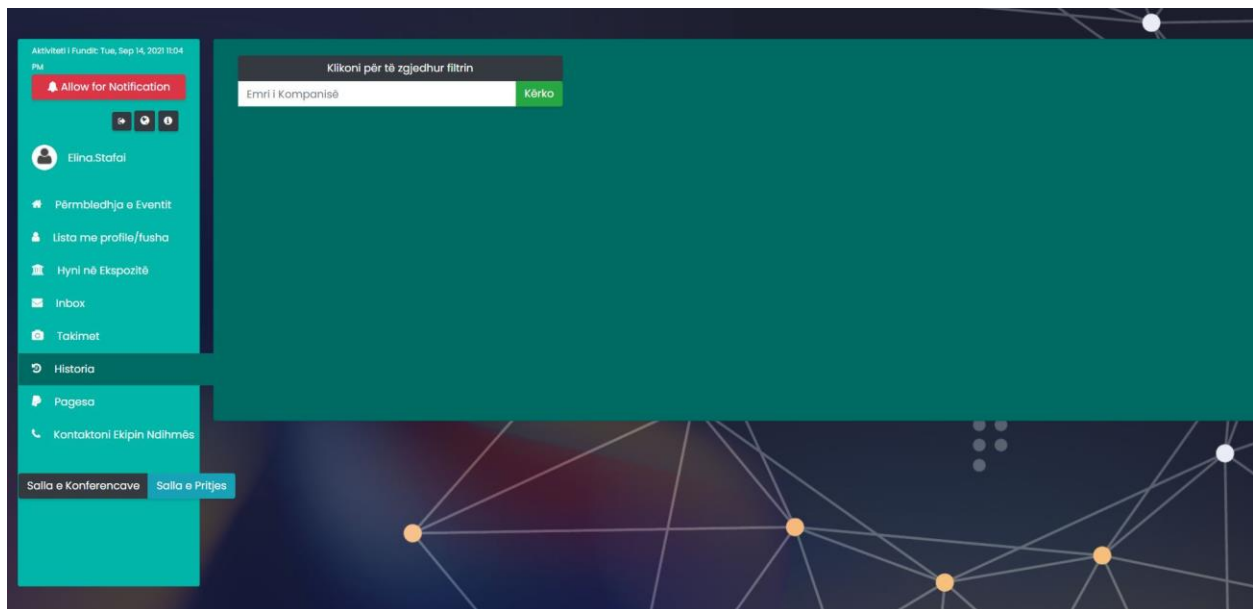 Aktiviteti i Fundit: Tue, Sep 14, 2021 11:04
PM
Allow for Notification
Elina.Stafai
Përmbledhja e Eventit
Lista me profile/fusha
Hyni në Ekspozitë
Inbox
Takimet
Historia
Pagesa
Kontaktoni Ekipin Ndihmës
Salla e Konferencave Salla e Pritjes
Klikoni për të zgjedhur filtrin
Emri i Kompanisë Kërko